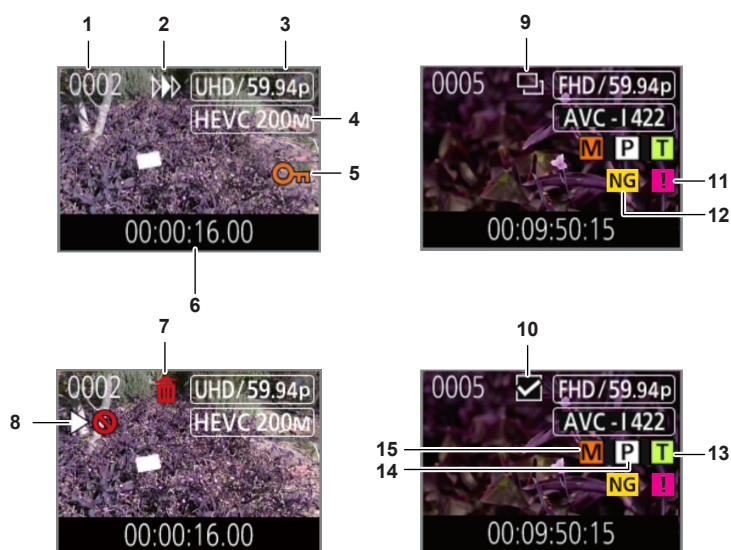 1 2 3
0002 UHD/59.94p
HEVC 200M 4
5
00:00:16.00
6
9
0005 FHD/59.94p
AVC-I 422
M P T
NG ! 11
12
00:09:50:15
7
0002 UHD/59.94p
8 HEVC 200M
00:00:16.00
10
0005 FHD/59.94p
AVC-I 422
15 M P T 13
14 NG !
00:09:50:15